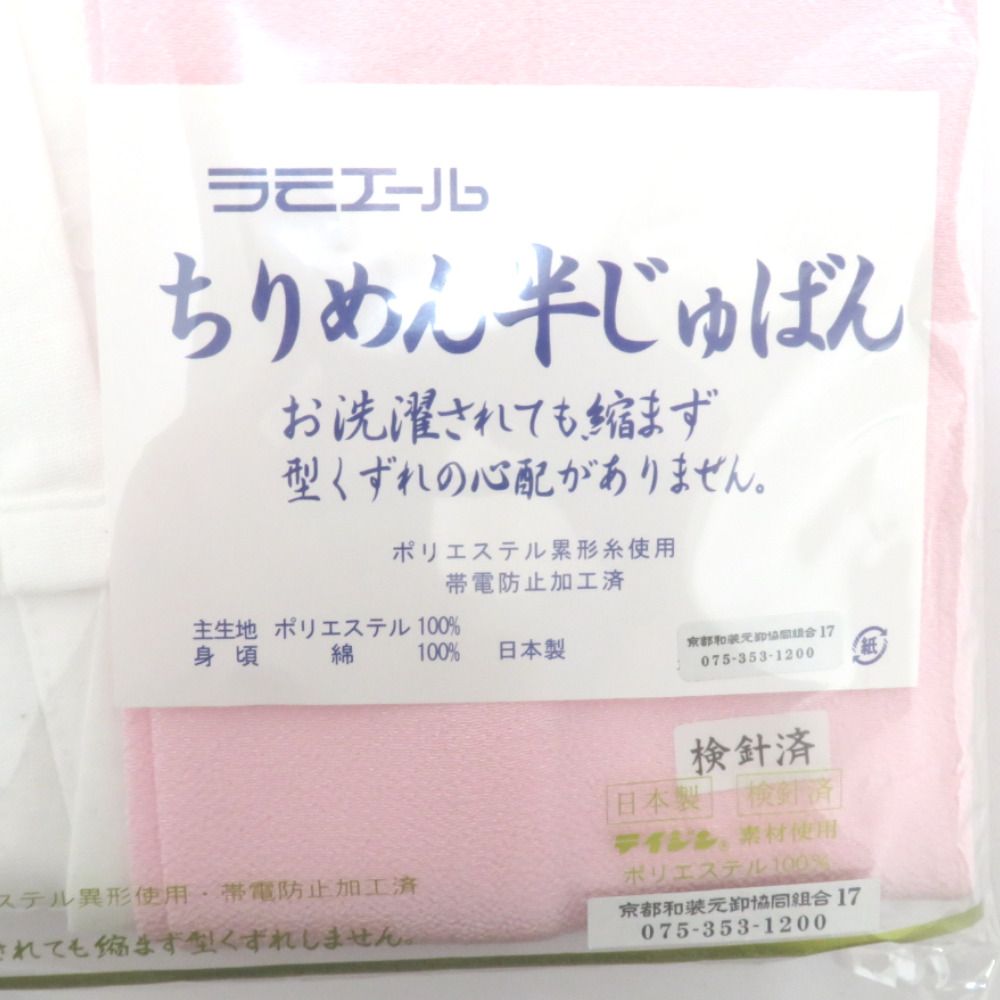 ラミエール
ちりめん半じゅばん
お洗濯されても縮まず
型くずれの心配がありません。
ポリエステル累形糸使用
帯電防止加工済
主生地 ポリエステル 100%
身頃 綿 100% 日本製
京都和装元卸協同組合 17
075-353-1200
紙
検針済
日本製 検針済
テイジン® 素材使用
ポリエステル100%
京都和装元卸協同組合 17
075-353-1200
ステル異形使用・帯電防止加工済
されても縮まず型くずれしません。